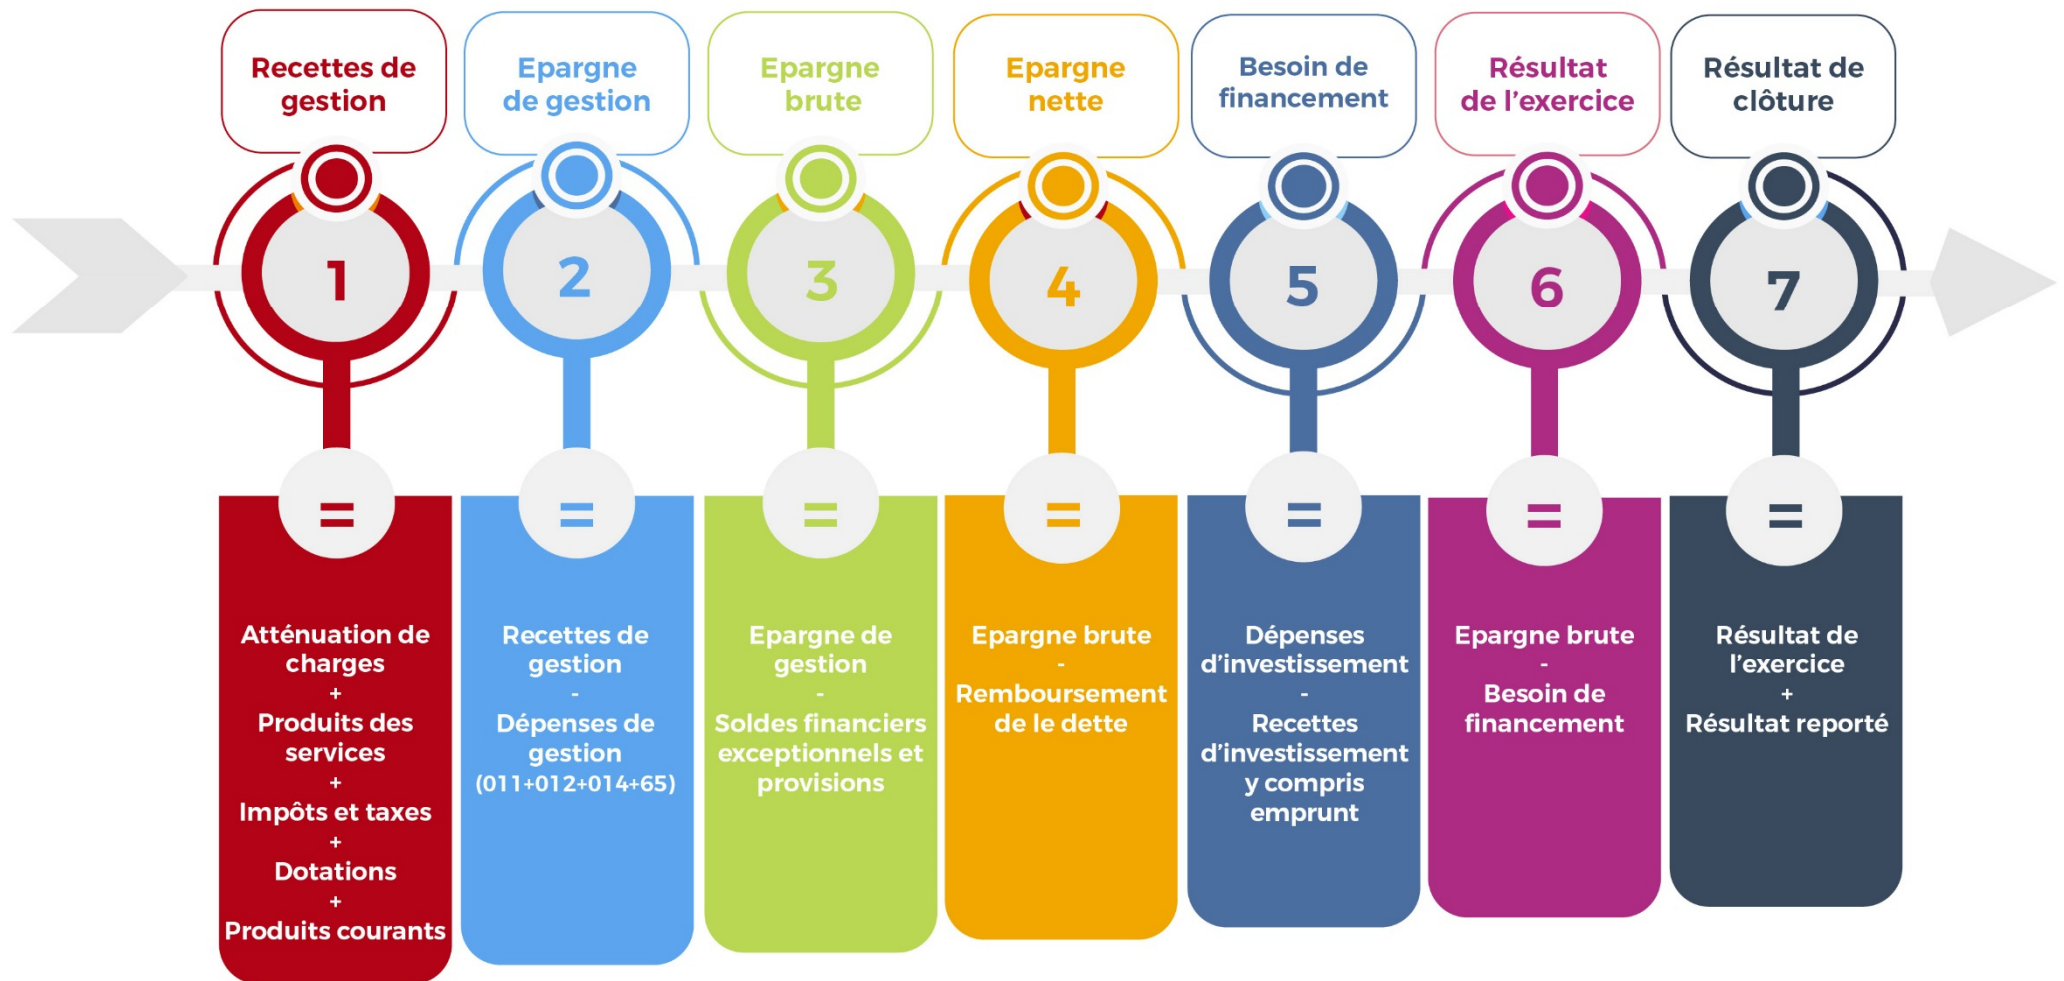 Recettes de
gestion
Epargne
de gestion
Epargne
brute
Epargne
nette
Besoin de
financement
Résultat
de l'exercice
Résultat de
clôture
1
2
3
4
5
6
7
=
=
=
=
=
=
=
Atténuation de
charges
+
Produits des
services
+
Impôts et taxes
+
Dotations
+
Produits courants
Recettes de
gestion
-
Dépenses de
gestion
(011+012+014+65)
Epargne de
gestion
-
Soldes financiers
exceptionnels et
provisions
Epargne brute
-
Remboursement
de le dette
Dépenses
d'investissement
-
Recettes
d'investissement
y compris
emprunt
Epargne brute
-
Besoin de
financement
Résultat de
l'exercice
+
Résultat reporté